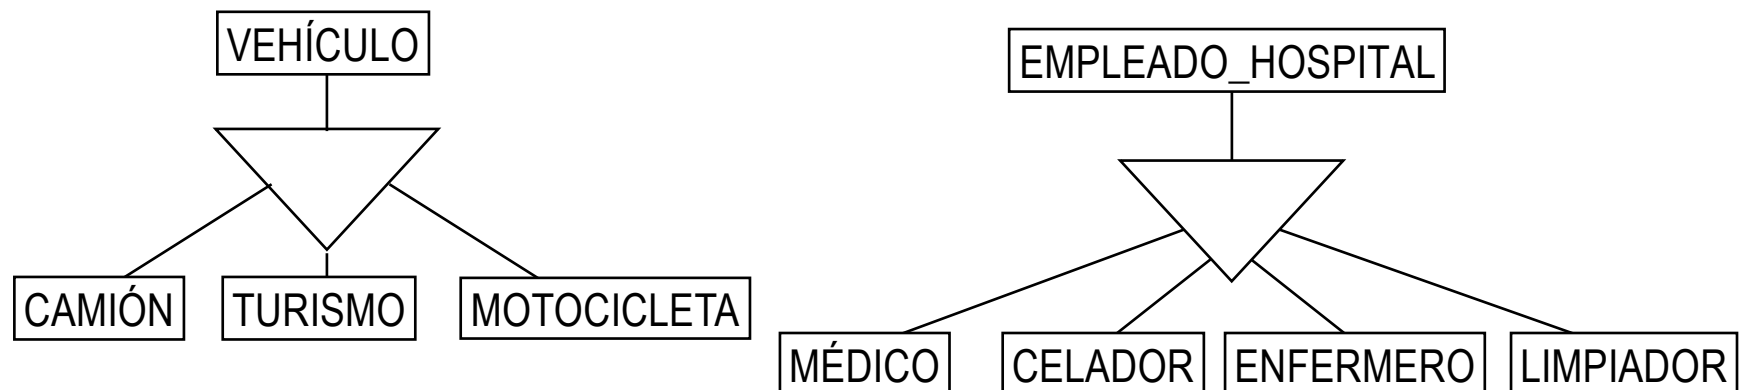 VEHÍCULO
EMPLEADO_HOSPITAL
CAMIÓN
TURISMO
MOTOCICLETA
MÉDICO
CELADOR
ENFERMERO
LIMPIADOR